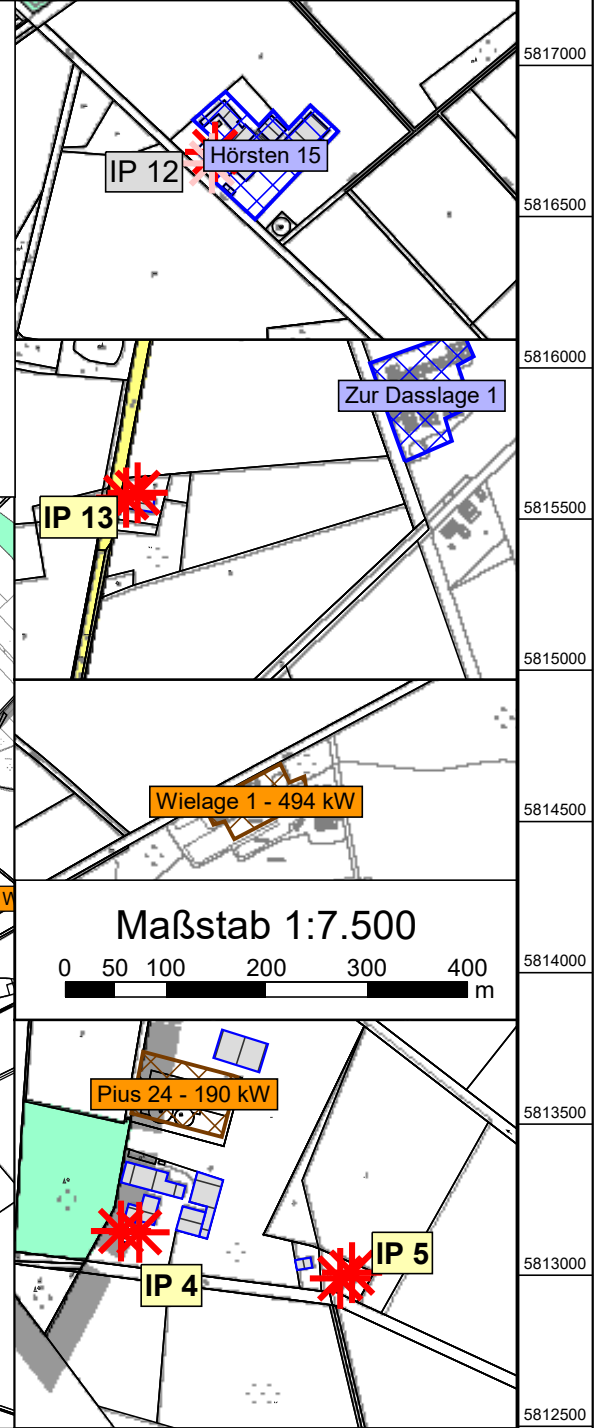 5817000
IP 12
Hörsten 15
5816500
5816000
Zur Dasslage 1
IP 13
5815500
5815000
Wielage 1 - 494 kW
5814500
W
Maßstab 1:7.500
0 50 100 200 300 400
m
5814000
Pius 24 - 190 kW
5813500
IP 5
IP 4
5813000
5812500